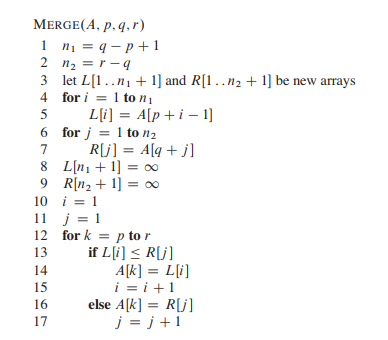 MERGE(A, p, q, r)
1 n₁ = q − p + 1
2 n₂ = r − q
3 let L[1 . . n₁ + 1] and R[1 . . n₂ + 1] be new arrays
4 for i = 1 to n₁
5 L[i] = A[p + i − 1]
6 for j = 1 to n₂
7 R[j] = A[q + j]
8 L[n₁ + 1] = ∞
9 R[n₂ + 1] = ∞
10 i = 1
11 j = 1
12 for k = p to r
13 if L[i] ≤ R[j]
14 A[k] = L[i]
15 i = i + 1
16 else A[k] = R[j]
17 j = j + 1